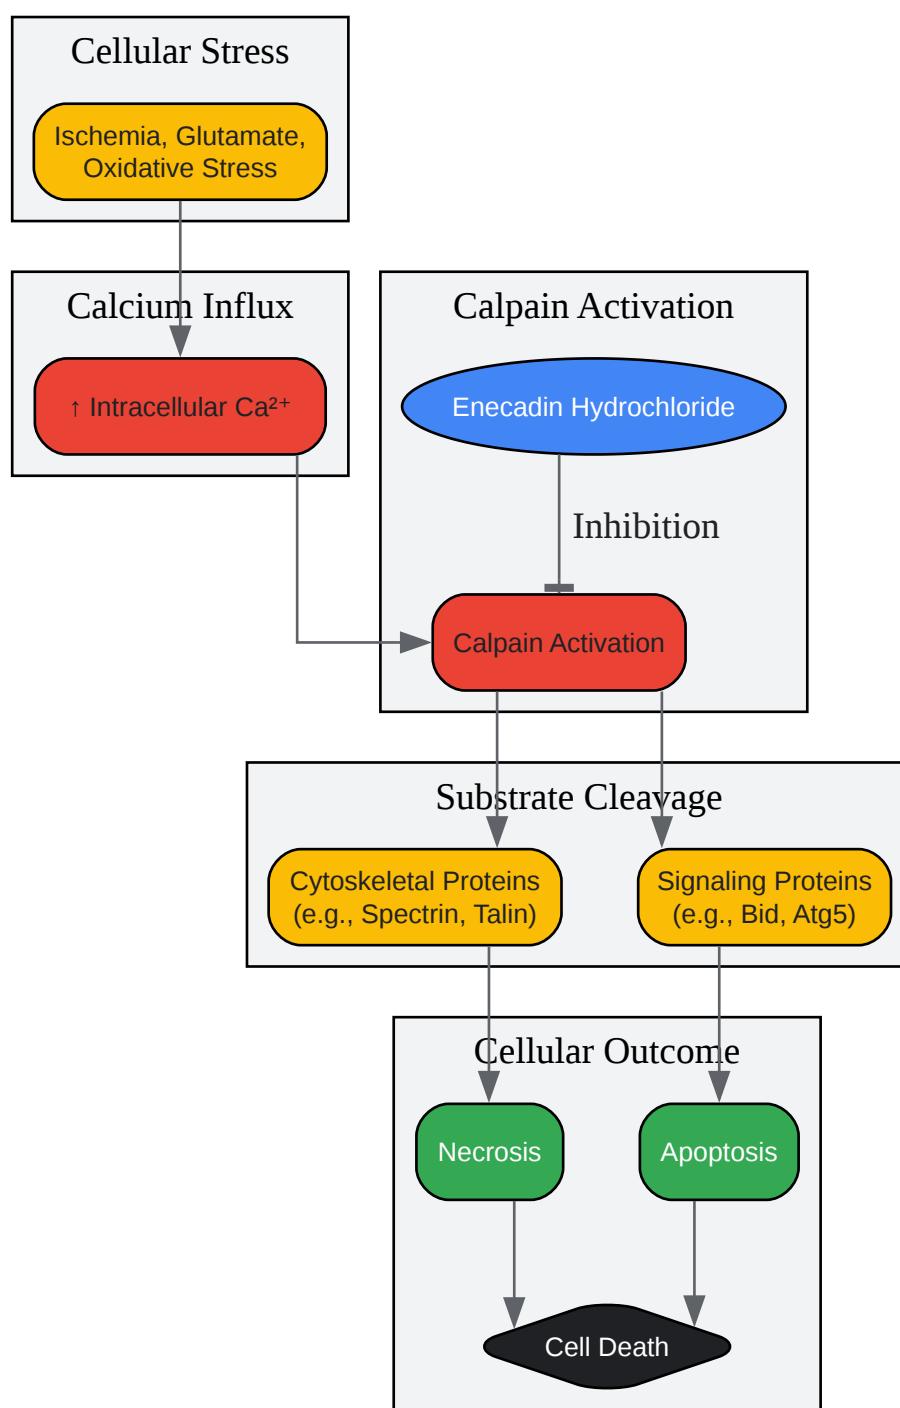 Cellular Stress
Ischemia, Glutamate,
Oxidative Stress
Calcium Influx
↑ Intracellular Ca²⁺
Calpain Activation
Enecadin Hydrochloride
Inhibition
Calpain Activation
Substrate Cleavage
Cytoskeletal Proteins
(e.g., Spectrin, Talin)
Signaling Proteins
(e.g., Bid, Atg5)
Cellular Outcome
Necrosis
Apoptosis
Cell Death